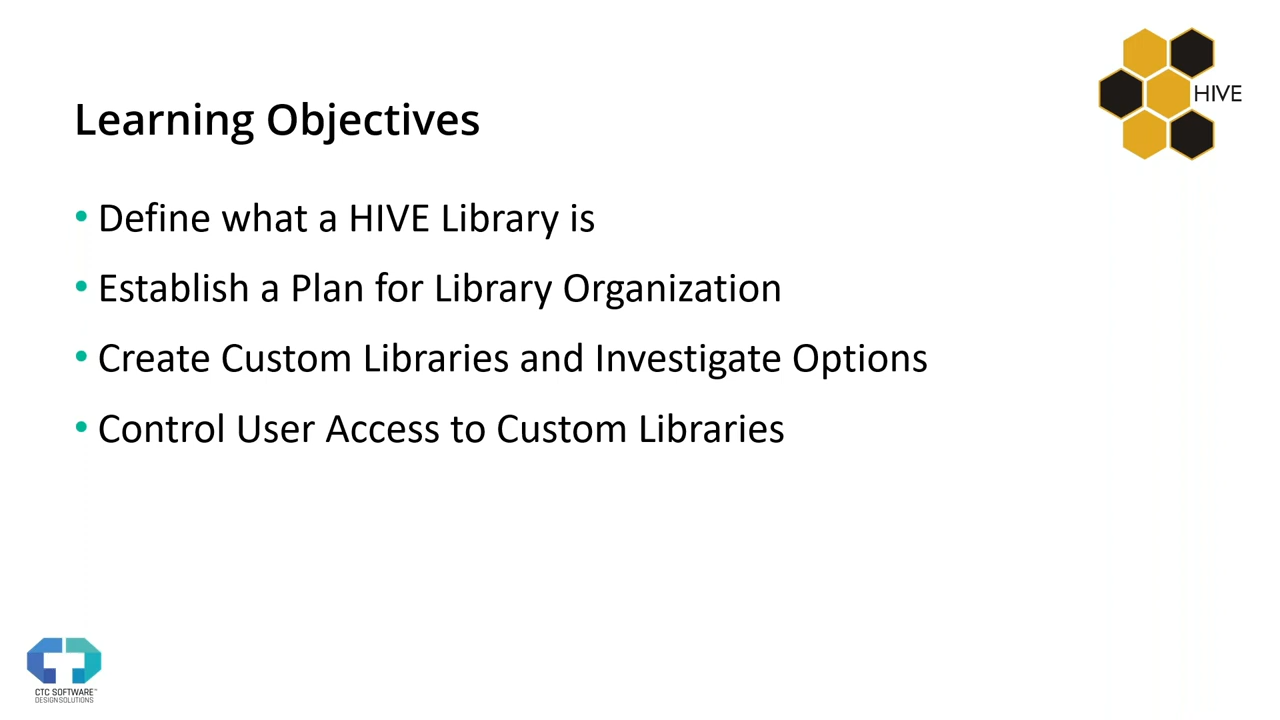 HIVE
Learning Objectives
• Define what a HIVE Library is
• Establish a Plan for Library Organization
• Create Custom Libraries and Investigate Options
• Control User Access to Custom Libraries
CTC SOFTWARE™
DESIGN SOLUTIONS